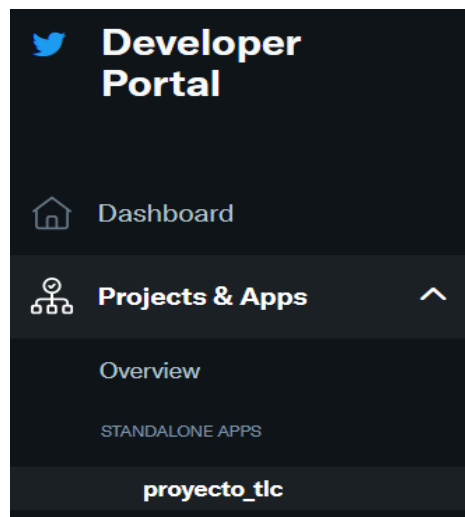 Developer
Portal
Dashboard
Projects & Apps
Overview
STANDALONE APPS
proyecto_tlc